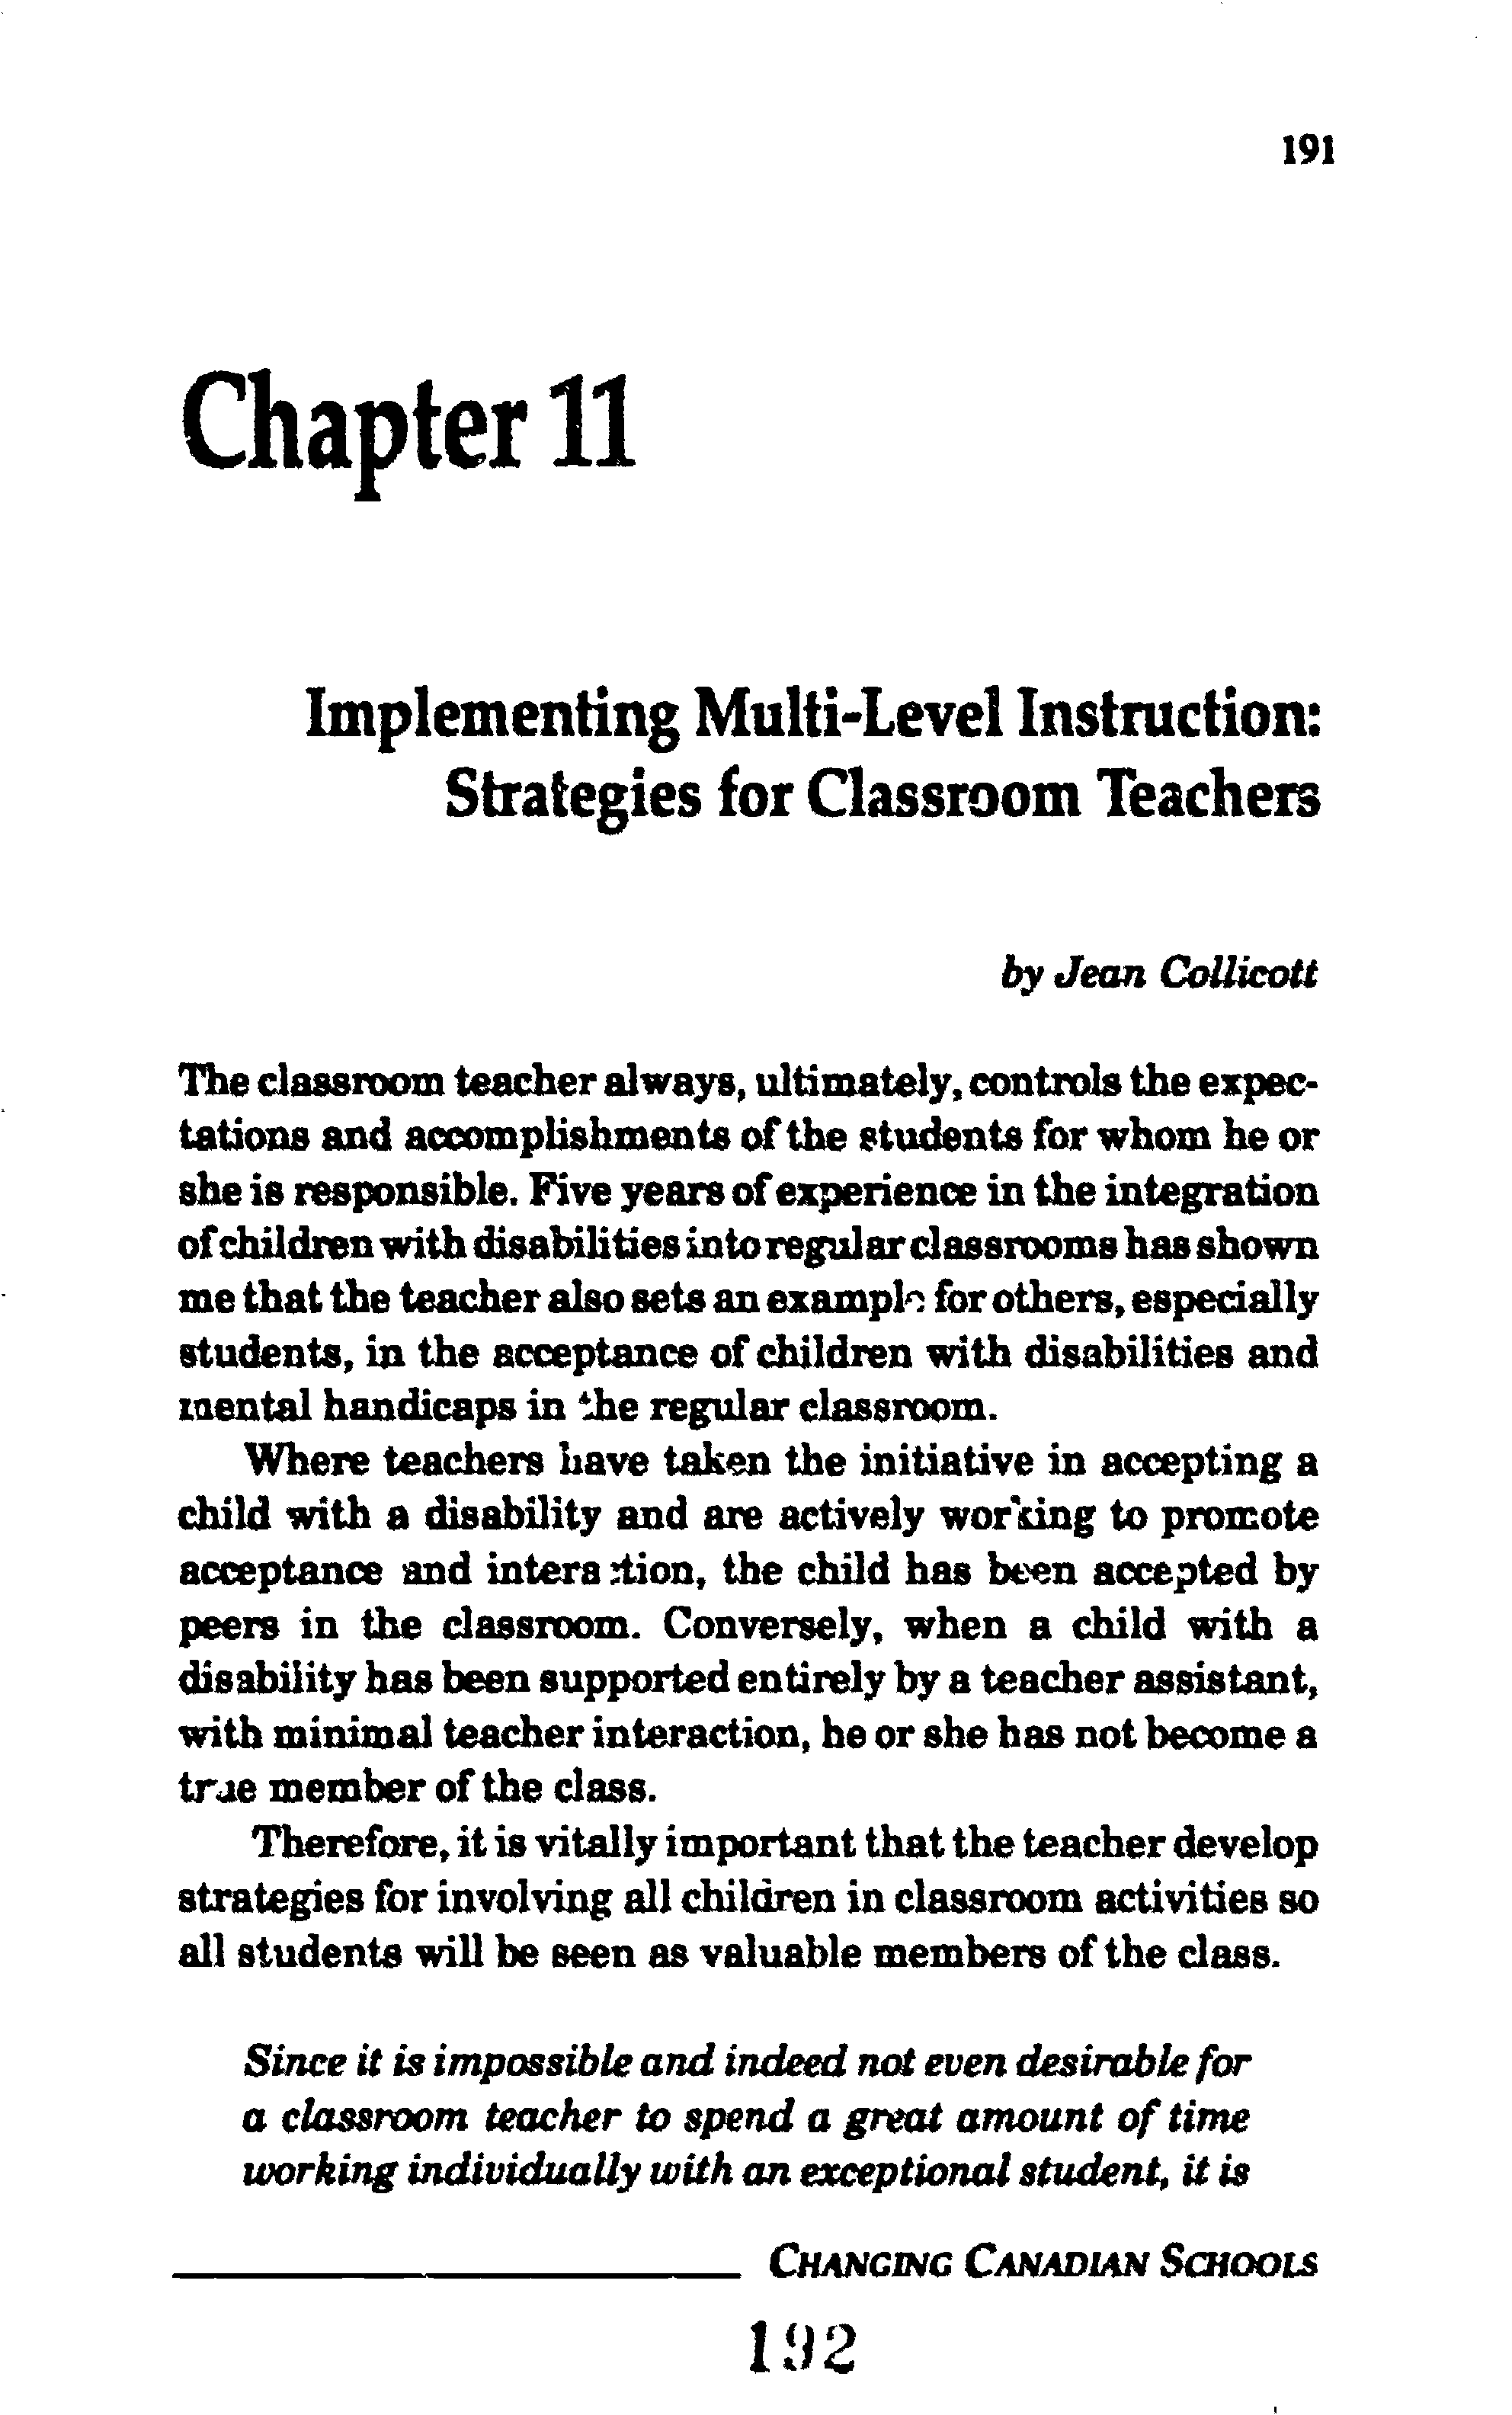 191
Chapter 11
Implementing Multi-Level Instruction:
Strategies for Classroom Teachers
by Jean Collicott
The classroom teacher always, ultimately, controls the expec-
tations and accomplishments of the students for whom he or
she is responsible. Five years of experience in the integration
of children with disabilities into regular classrooms has shown
me that the teacher also sets an example for others, especially
students, in the acceptance of children with disabilities and
mental handicaps in the regular classroom.
Where teachers have taken the initiative in accepting a
child with a disability and are actively working to promote
acceptance and interaction, the child has been accepted by
peers in the classroom. Conversely, when a child with a
disability has been supported entirely by a teacher assistant,
with minimal teacher interaction, he or she has not become a
true member of the class.
Therefore, it is vitally important that the teacher develop
strategies for involving all children in classroom activities so
all students will be seen as valuable members of the class.
Since it is impossible and indeed not even desirable for
a classroom teacher to spend a great amount of time
working individually with an exceptional student, it is
CHANGING CANADIAN SCHOOLS
192